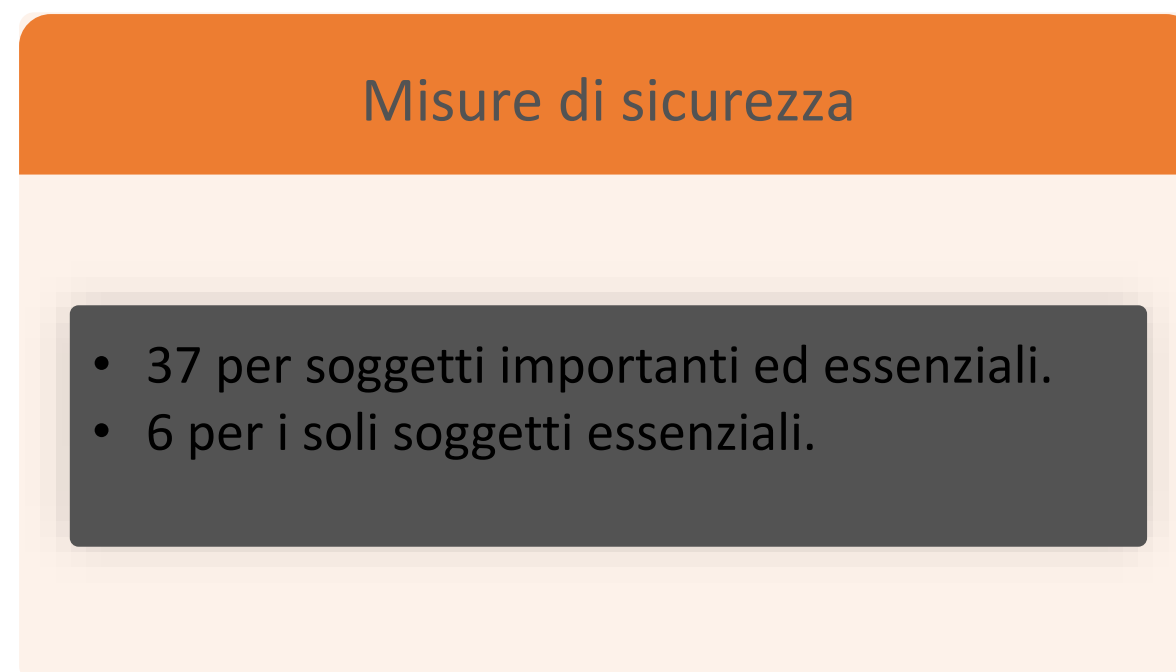 Misure di sicurezza
• 37 per soggetti importanti ed essenziali.
• 6 per i soli soggetti essenziali.